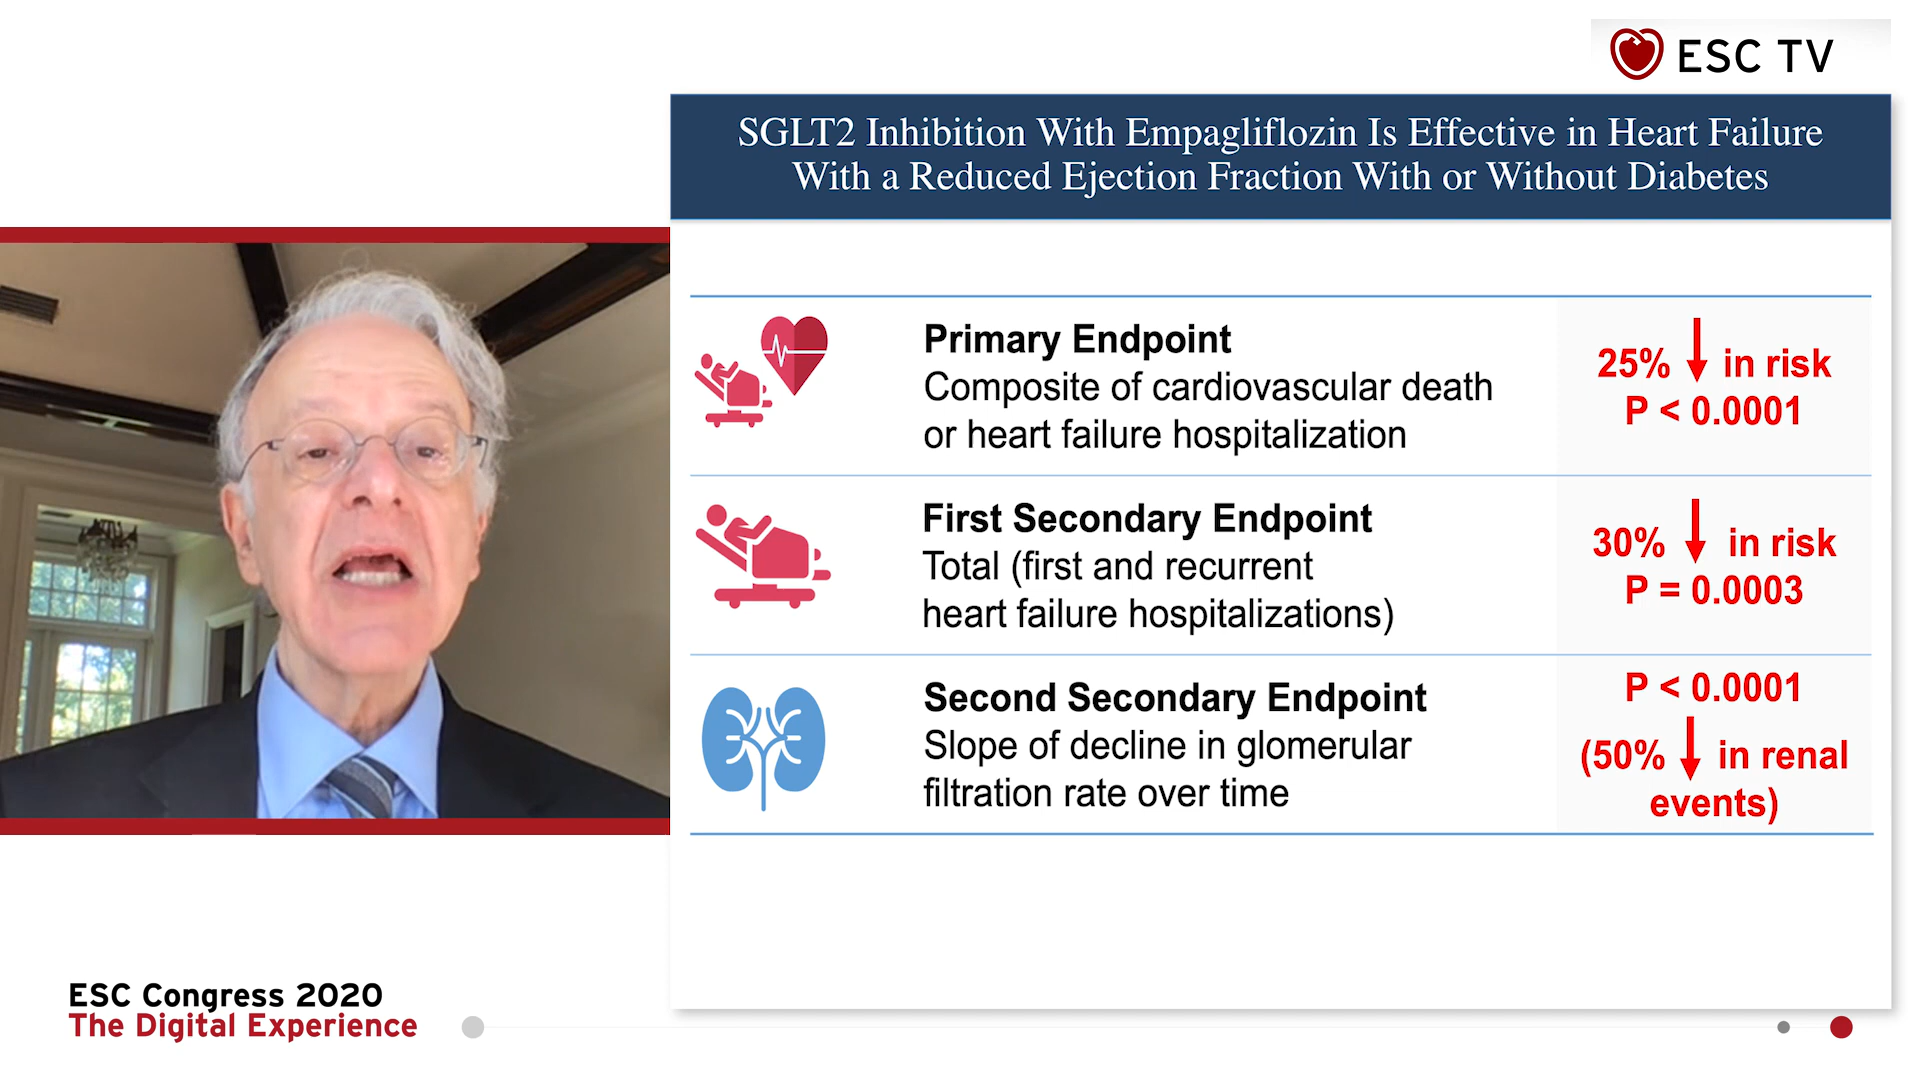 ESC TV
SGLT2 Inhibition With Empagliflozin Is Effective in Heart Failure
With a Reduced Ejection Fraction With or Without Diabetes
Primary Endpoint
Composite of cardiovascular death
or heart failure hospitalization
25% ↓ in risk
P < 0.0001
First Secondary Endpoint
Total (first and recurrent
heart failure hospitalizations)
30% ↓ in risk
P = 0.0003
Second Secondary Endpoint
Slope of decline in glomerular
filtration rate over time
P < 0.0001
(50% ↓ in renal
events)
ESC Congress 2020
The Digital Experience